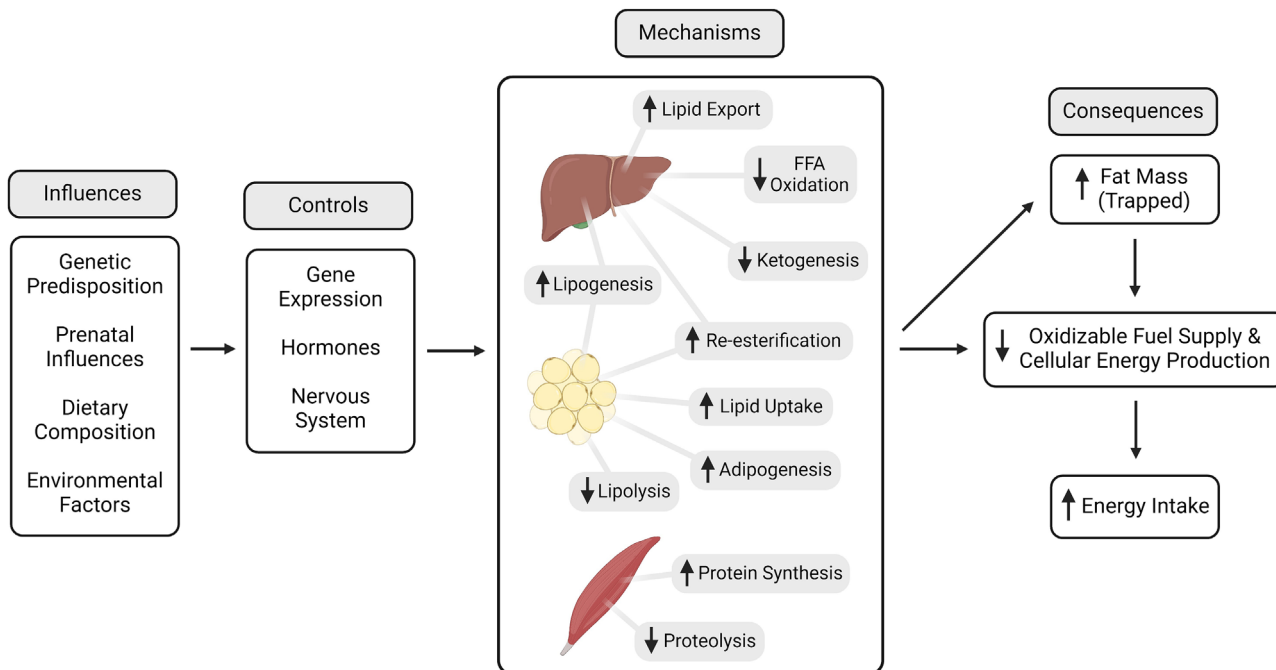 Influences
Genetic
Predisposition
Prenatal
Influences
Dietary
Composition
Environmental
Factors
Controls
Gene
Expression
Hormones
Nervous
System
Mechanisms
Lipid Export
FFA
Oxidation
Ketogenesis
Lipogenesis
Re-esterification
Lipid Uptake
Adipogenesis
Lipolysis
Protein Synthesis
Proteolysis
Consequences
Fat Mass
(Trapped)
Oxidizable Fuel Supply &
Cellular Energy Production
Energy Intake